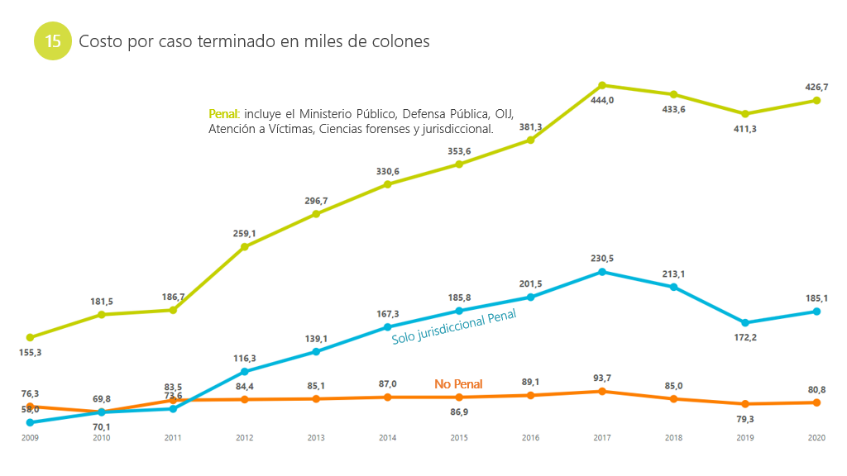 15 Costo por caso terminado en miles de colones
Penal: incluye el Ministerio Público, Defensa Pública, OIJ,
Atención a Víctimas, Ciencias forenses y jurisdiccional.
155,3 181,5 186,7 259,1 296,7 330,6 353,6 381,3 444,0 433,6 411,3 426,7
Solo jurisdiccional Penal
58,0 70,1 73,6 116,3 139,1 167,3 185,8 201,5 230,5 213,1 172,2 185,1
No Penal
76,3 69,8 83,5 84,4 85,1 87,0 86,9 89,1 93,7 85,0 79,3 80,8
2009 2010 2011 2012 2013 2014 2015 2016 2017 2018 2019 2020